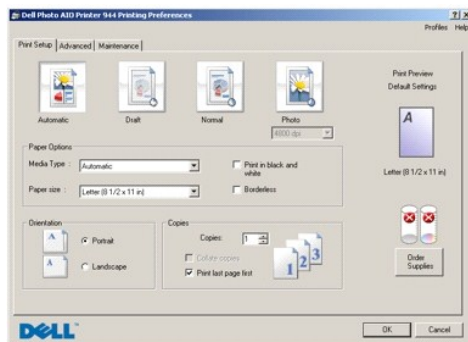 Dell Photo AIO Printer 944 Printing Preferences
Profiles Help
Print Setup Advanced Maintenance
Automatic
Draft
Normal
Photo
4800 dpi
Print Preview
Default Settings
A
Letter (8 1/2 x 11 in)
Paper Options
Media Type : Automatic
Print in black and white
Paper size : Letter (8 1/2 x 11 in)
Borderless
Orientation
A
Portrait
A
Landscape
Copies
Copies: 1
Collate copies
Print last page first
1 2 3
Order Supplies
DELL™
OK Cancel